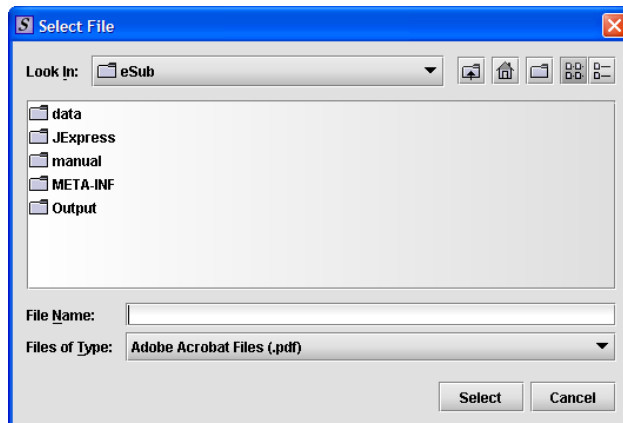 S Select File
Look In: eSub
data
JExpress
manual
META-INF
Output
File Name:
Files of Type: Adobe Acrobat Files (.pdf)
Select Cancel